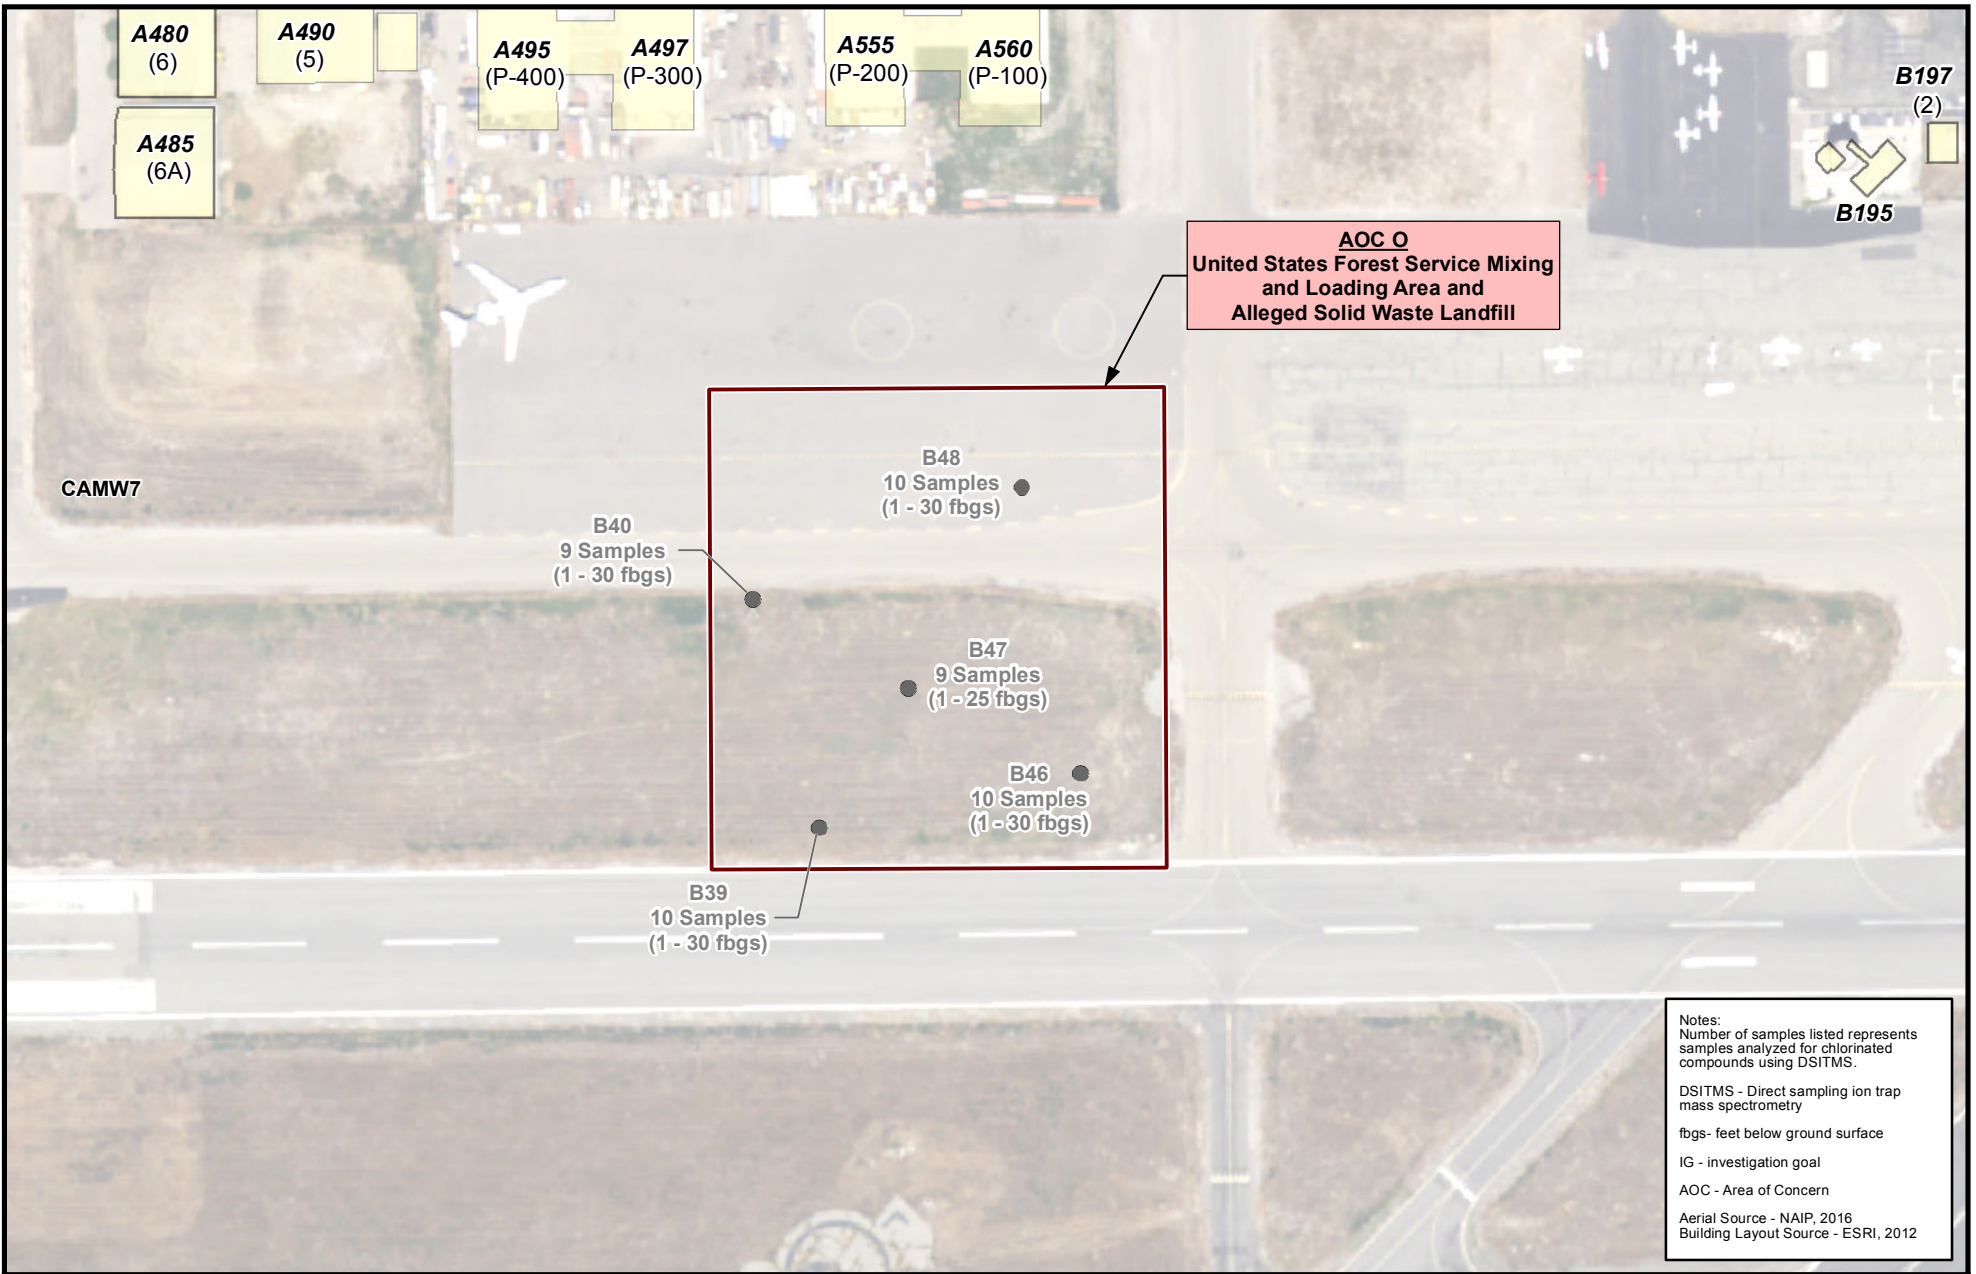 A480
(6)
A490
(5)
A495
(P-400)
A497
(P-300)
A555
(P-200)
A560
(P-100)
B197
(2)
A485
(6A)
B195
AOC O
United States Forest Service Mixing
and Loading Area and
Alleged Solid Waste Landfill
CAMW7
B48
10 Samples
(1 - 30 fbgs)
B40
9 Samples
(1 - 30 fbgs)
B47
9 Samples
(1 - 25 fbgs)
B46
10 Samples
(1 - 30 fbgs)
B39
10 Samples
(1 - 30 fbgs)
Notes:
Number of samples listed represents
samples analyzed for chlorinated
compounds using DSITMS.
DSITMS - Direct sampling ion trap
mass spectrometry
fbgs- feet below ground surface
IG - investigation goal
AOC - Area of Concern
Aerial Source - NAIP, 2016
Building Layout Source - ESRI, 2012